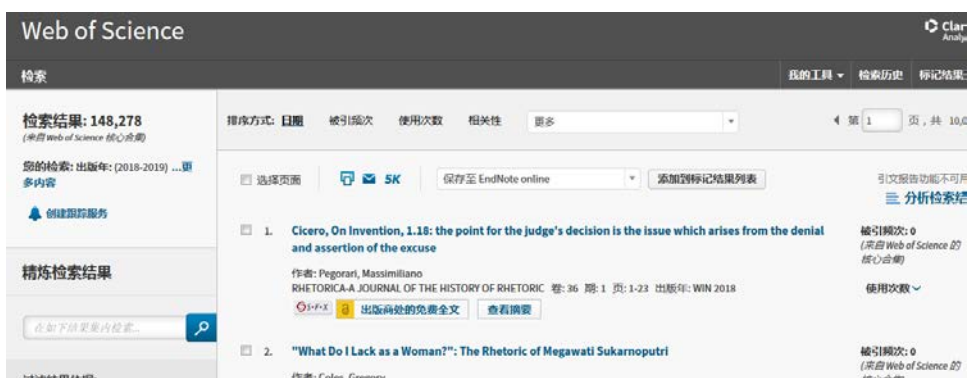 Web of Science
Clar
Analy
检索
我的工具 检索历史 标记结果
检索结果: 148,278
(来自 Web of Science 核心合集)
您的检索: 出版年: (2018-2019) ...更
多内容
创建跟踪服务
精炼检索结果
在如下结果集内检索...
排序方式: 日期 被引频次 使用次数 相关性 更多
第 1 页,共 10,0
选择页面 5K 保存至 EndNote online 添加到标记结果列表
引文报告功能不可用
分析检索结
1. Cicero, On Invention, 1.18: the point for the judge's decision is the issue which arises from the denial
and assertion of the excuse
作者: Pegorari, Massimiliano
RHETORICA-A JOURNAL OF THE HISTORY OF RHETORIC 卷: 36 期: 1 页: 1-23 出版年: WIN 2018
S·F·X 出版商处的免费全文 查看摘要
被引频次: 0
(来自 Web of Science 的
核心合集)
使用次数
2. "What Do I Lack as a Woman?": The Rhetoric of Megawati Sukarnoputri
作者: Coles, Gregory
被引频次: 0
(来自 Web of Science 的